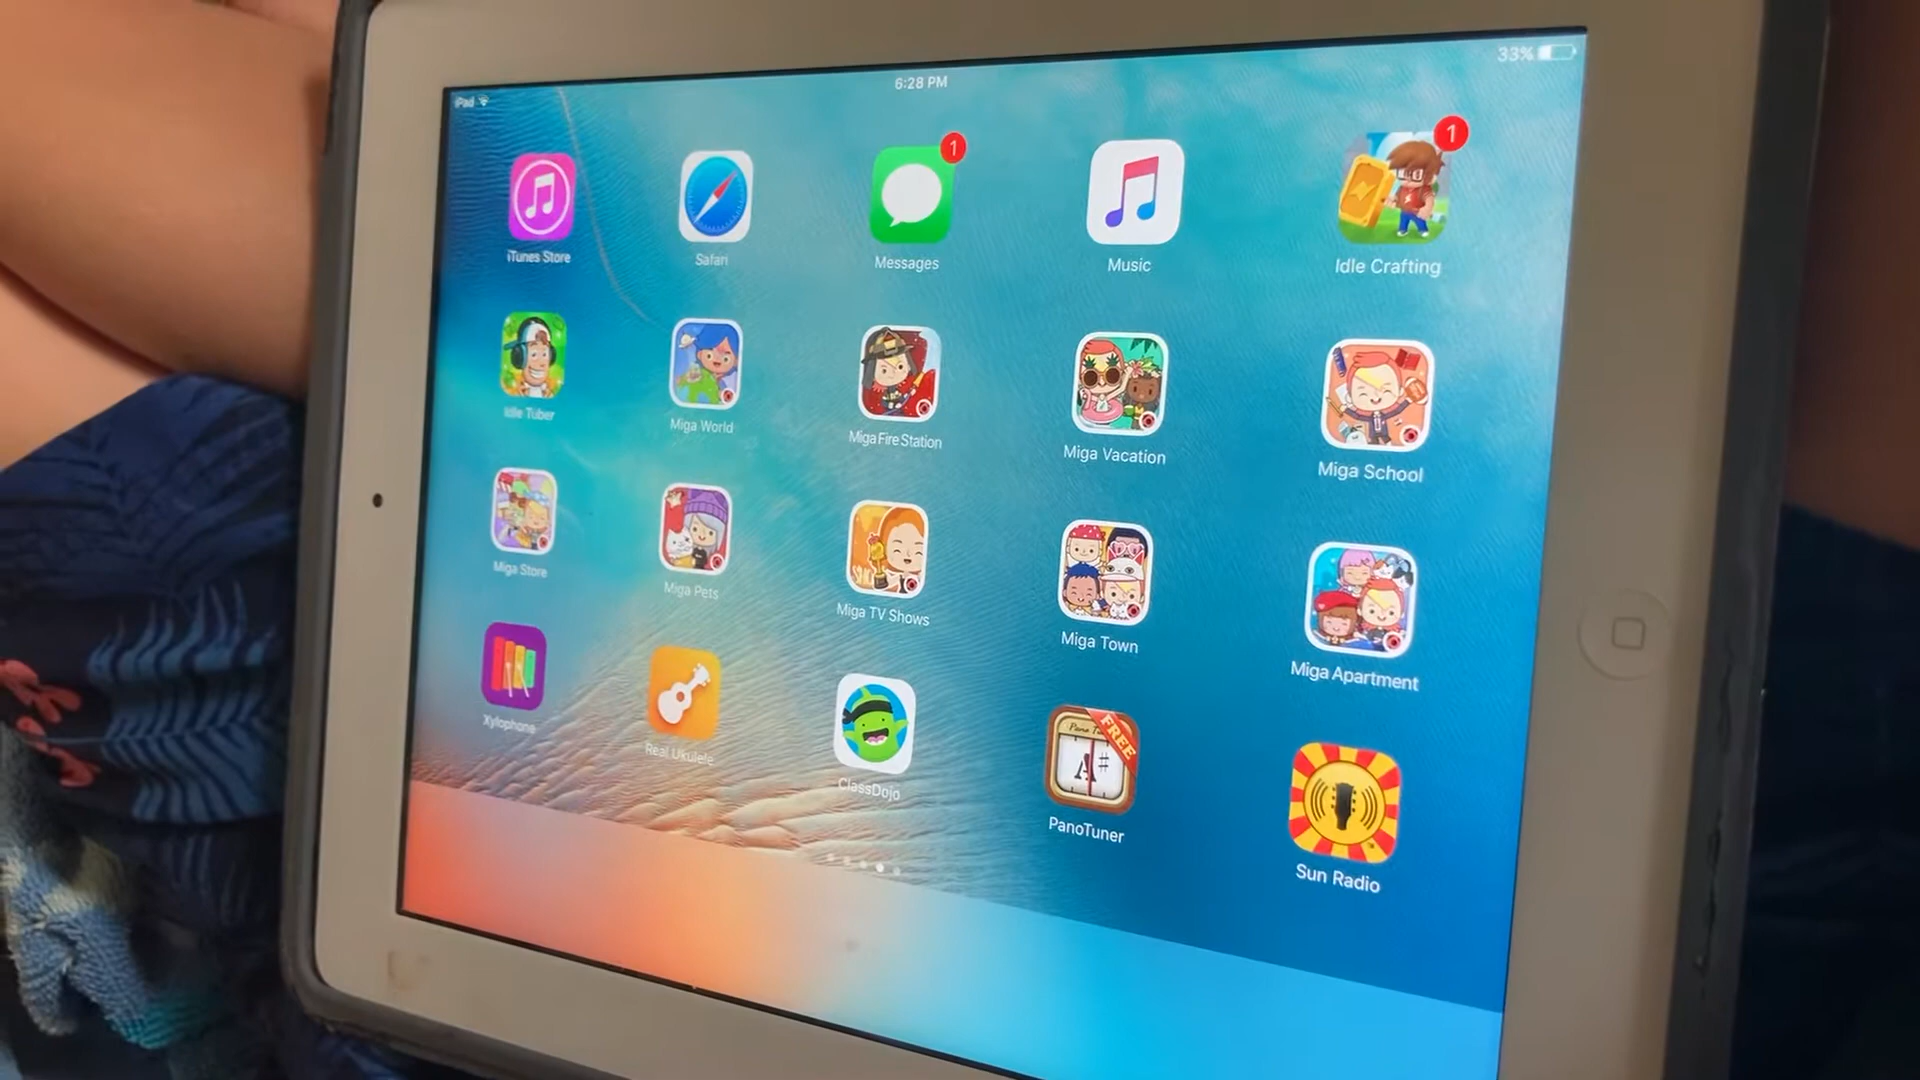 iPad
6:28 PM
33%
1
1
iTunes Store
Safari
Messages
Music
Idle Crafting
Idle Tuber
Miga World
Miga Fire Station
Miga Vacation
Miga School
Miga Store
Miga Pets
Miga TV Shows
Miga Town
Miga Apartment
FREE
A#
Xylophone
Real Ukulele
ClassDojo
PanoTuner
Sun Radio